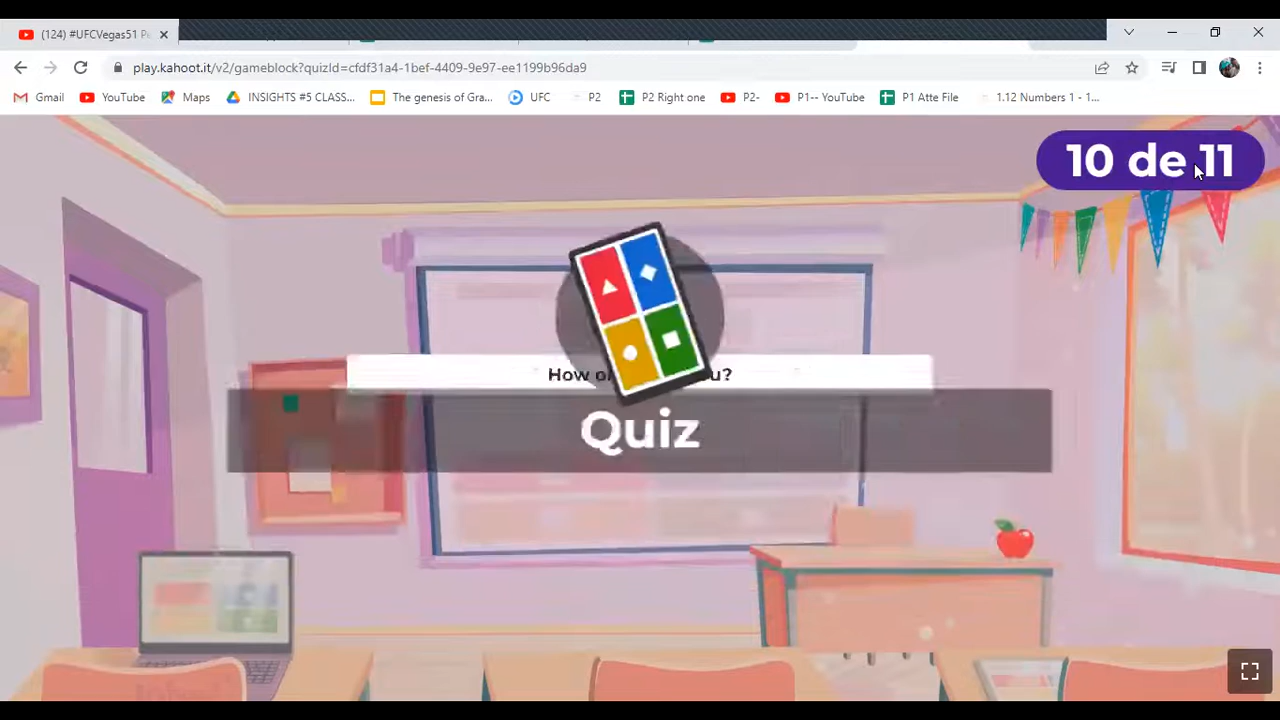 (124) #UFCVegas51
play.kahoot.it/v2/gameblock?quizid=cfdf31a4-1bef-4409-9e97-ee1199b96da9
Gmail YouTube Maps INSIGHTS #5 CLASS... The genesis of Gra... UFC P2 P2 Right one P2- P1-- YouTube P1 Atte File 1.12 Numbers 1 - 1...
10 de 11
How
Quiz